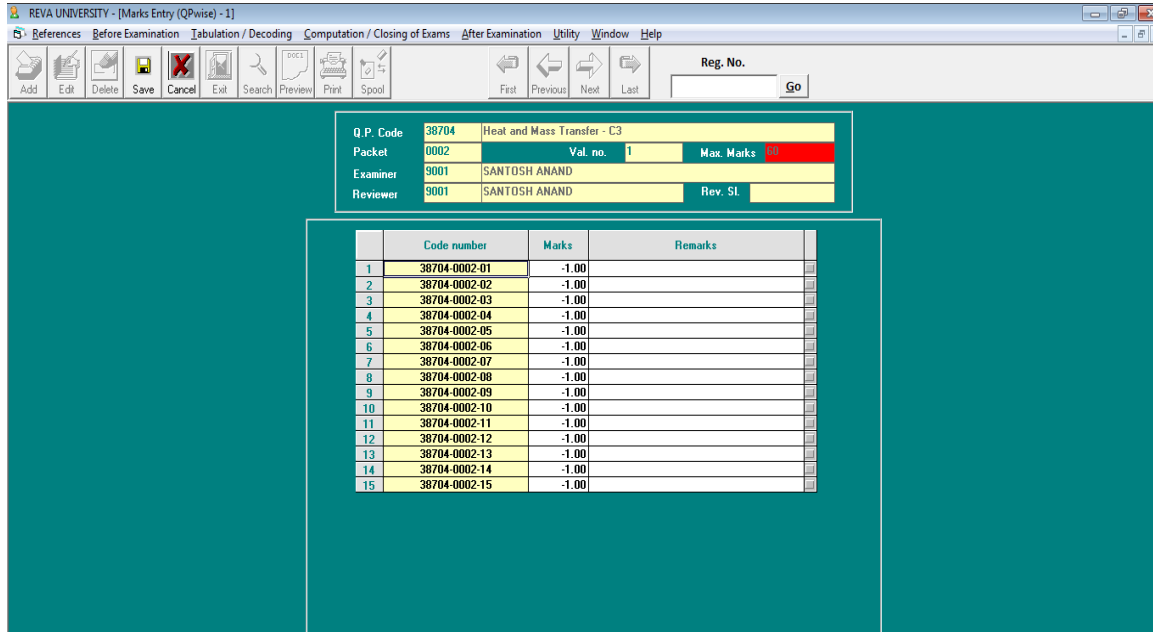 REVA UNIVERSITY - [Marks Entry (QPwise) - 1]
References Before Examination Tabulation / Decoding Computation / Closing of Exams After Examination Utility Window Help
DOCS
Reg. No.
Add Edit Delete Save Cancel Exit Search Preview Print Spool First Previous Next Last Go
Q.P. Code 38704 Heat and Mass Transfer - C3
Packet 0002 Val. no. 1 Max. Marks 60
Examiner 9001 SANTOSH ANAND
Reviewer 9001 SANTOSH ANAND Rev. Sl.
Code number Marks Remarks
1 38704-0002-01 -1.00
2 38704-0002-02 -1.00
3 38704-0002-03 -1.00
4 38704-0002-04 -1.00
5 38704-0002-05 -1.00
6 38704-0002-06 -1.00
7 38704-0002-07 -1.00
8 38704-0002-08 -1.00
9 38704-0002-09 -1.00
10 38704-0002-10 -1.00
11 38704-0002-11 -1.00
12 38704-0002-12 -1.00
13 38704-0002-13 -1.00
14 38704-0002-14 -1.00
15 38704-0002-15 -1.00